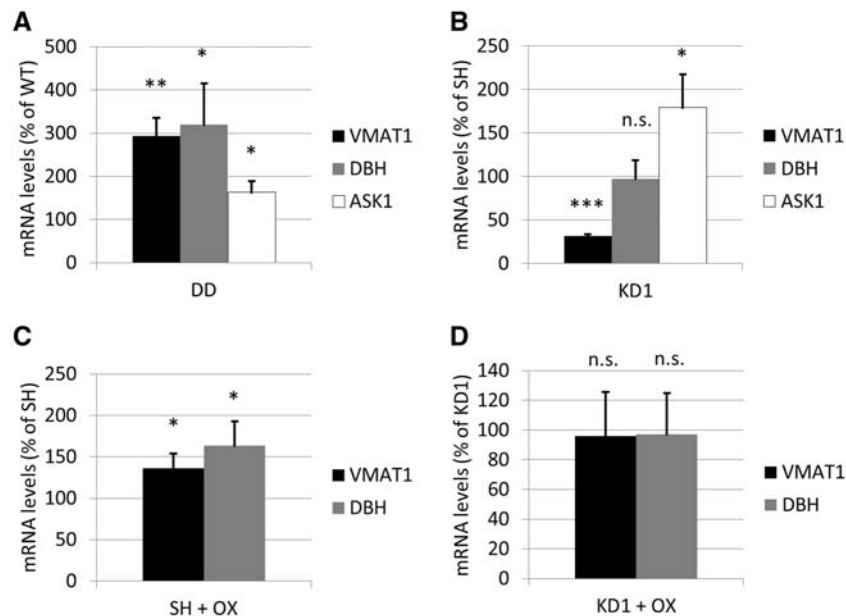 A
mRNA levels (% of WT)
500
400
300
200
100
0
**
*
*
DD
VMAT1
DBH
ASK1
B
mRNA levels (% of SH)
250
200
150
100
50
0
***
n.s.
*
KD1
VMAT1
DBH
ASK1
C
mRNA levels (% of SH)
250
200
150
100
50
0
*
*
SH + OX
VMAT1
DBH
D
mRNA levels (% of KD1)
140
120
100
80
60
40
20
0
n.s.
n.s.
KD1 + OX
VMAT1
DBH